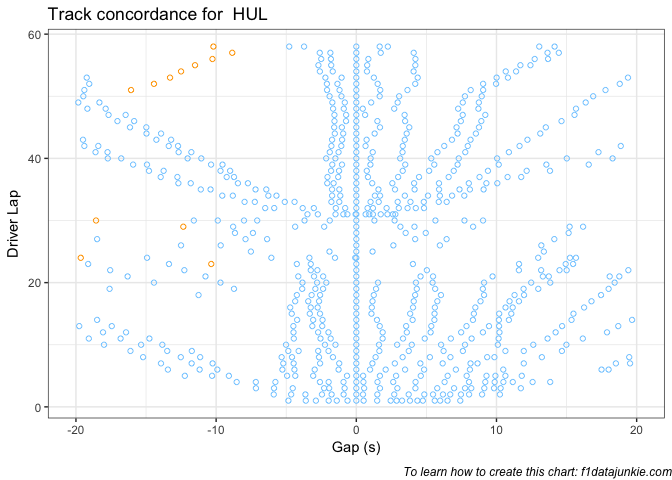 Track concordance for  HUL
60
40
20
0
Driver Lap
-20 -10 0 10 20
Gap (s)
To learn how to create this chart: f1datajunkie.com